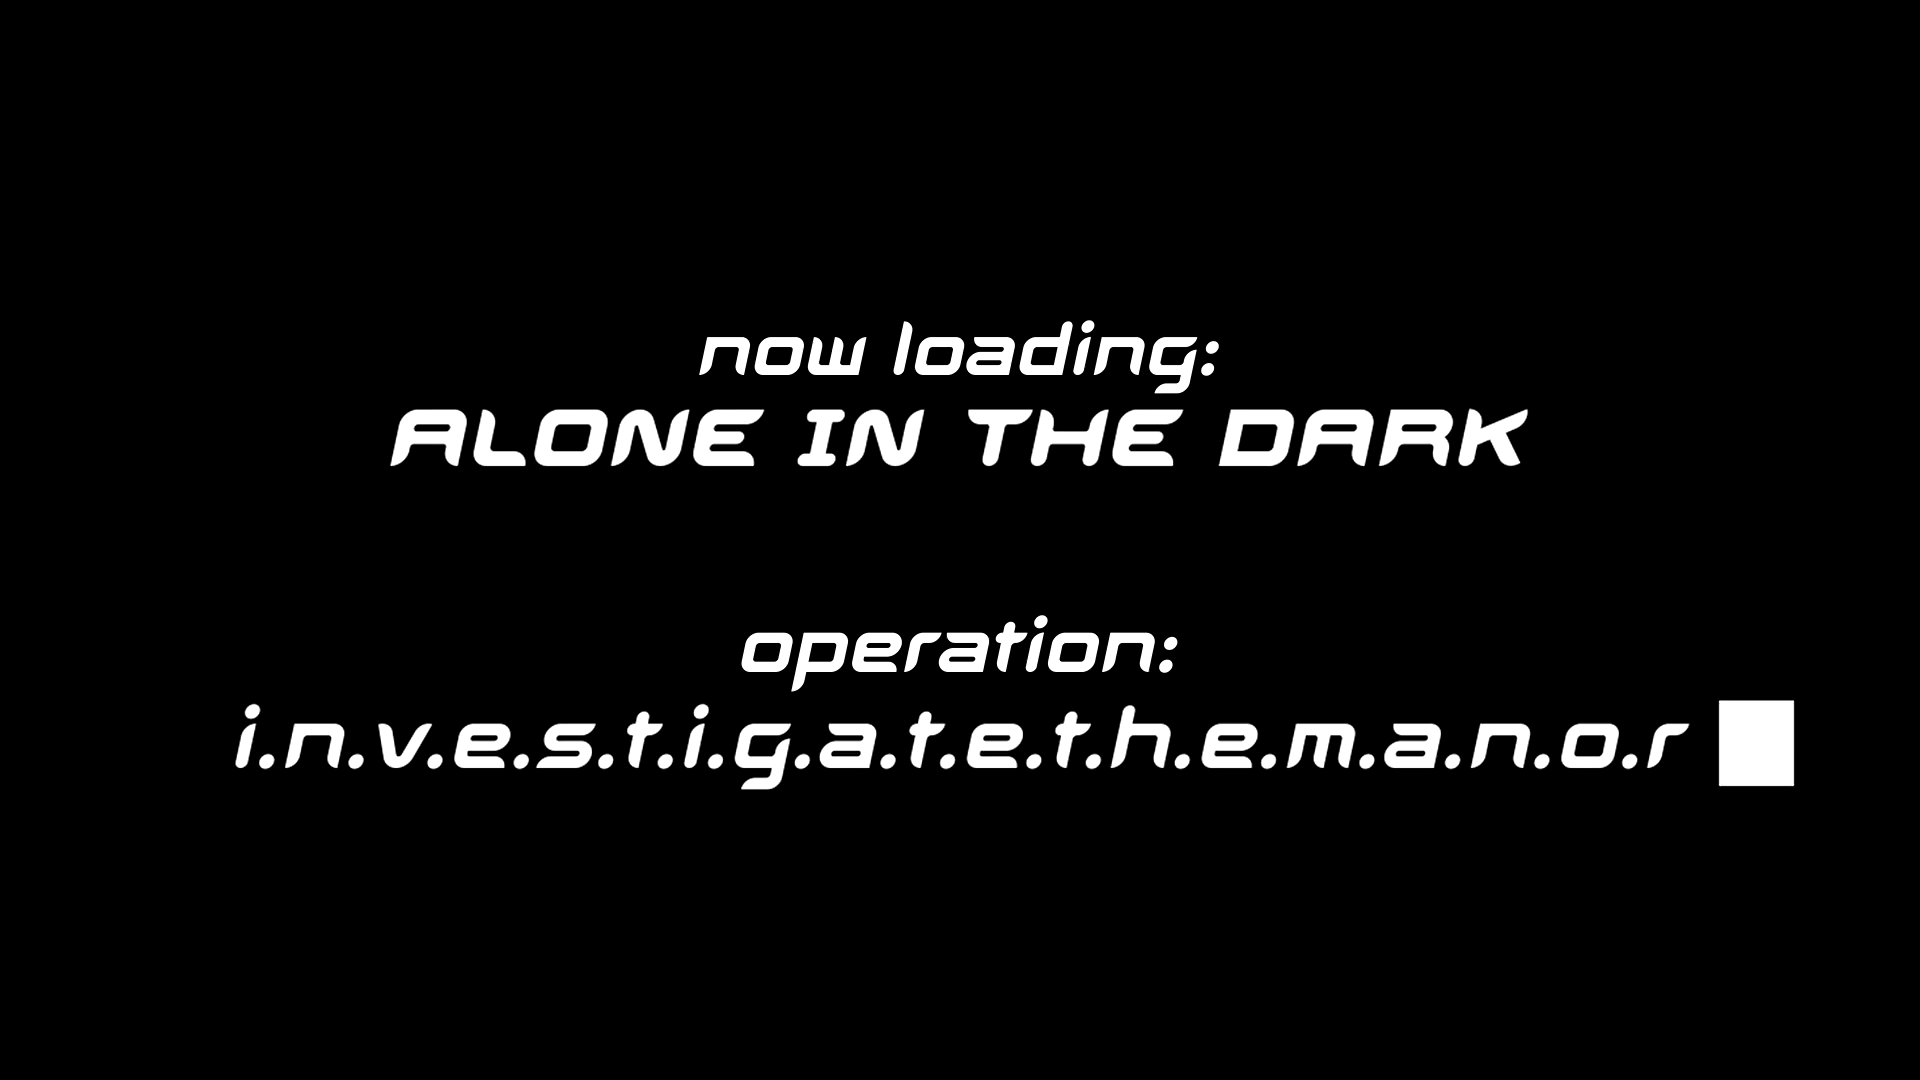 now loading:
ALONE IN THE DARK
operation:
i.n.v.e.s.t.i.g.a.t.e.t.h.e.m.a.n.o.r